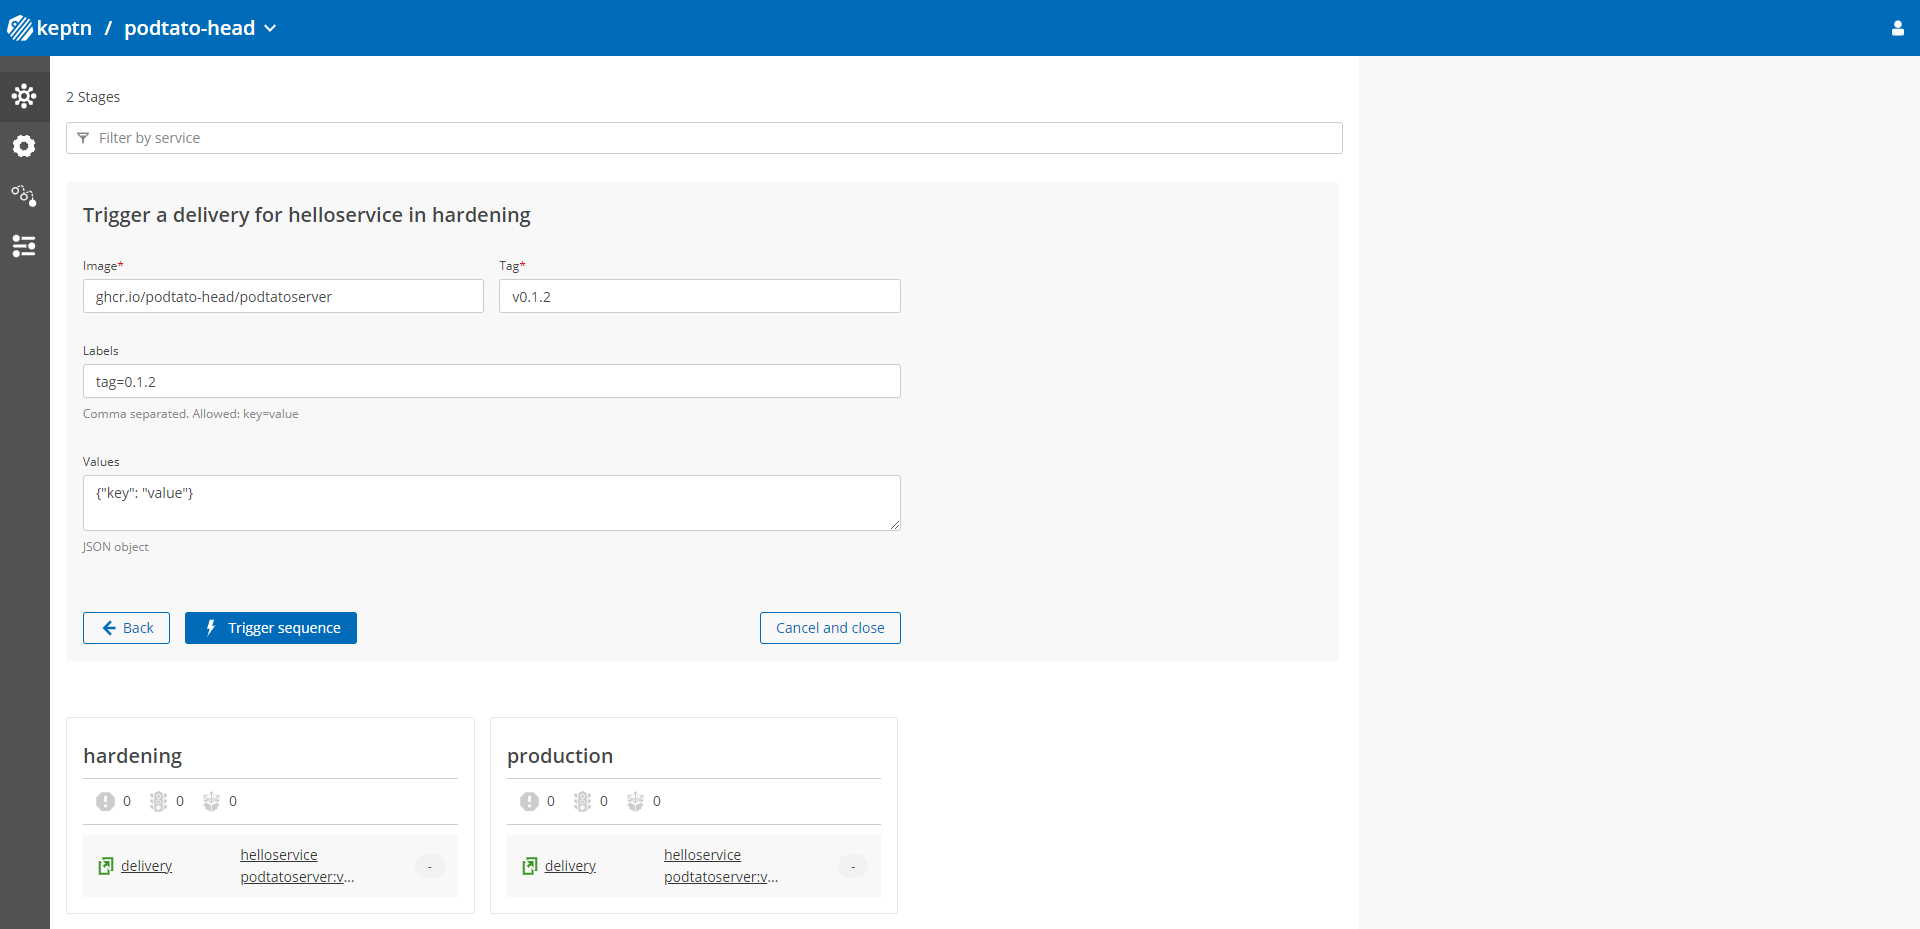 keptn / podtato-head
2 Stages
Filter by service
Trigger a delivery for helloservice in hardening
Image* Tag*
ghcr.io/podtato-head/podtatoserver v0.1.2
Labels
tag=0.1.2
Comma separated. Allowed: key=value
Values
{"key": "value"}
JSON object
Back Trigger sequence Cancel and close
hardening
0 0 0
delivery helloservice -
podtatoserver:v...
production
0 0 0
delivery helloservice -
podtatoserver:v...